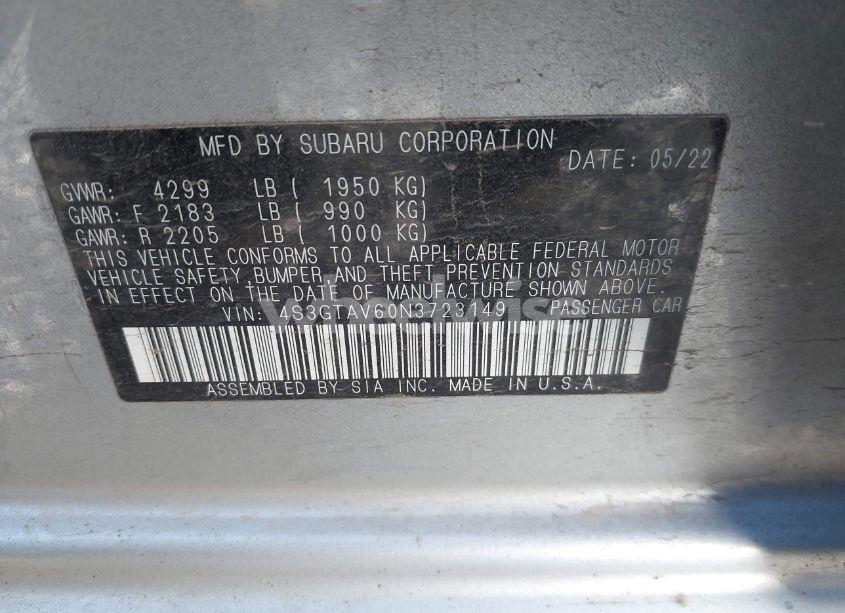 MFD BY SUBARU CORPORATION DATE: 05/22
GVWR: 4299 LB ( 1950 KG)
GAWR: F 2183 LB ( 990 KG)
GAWR: R 2205 LB ( 1000 KG)
THIS VEHICLE CONFORMS TO ALL APPLICABLE FEDERAL MOTOR
VEHICLE SAFETY, BUMPER, AND THEFT PREVENTION STANDARDS
IN EFFECT ON THE DATE OF MANUFACTURE SHOWN ABOVE.
VIN: 4S3GTAV60N3723149 PASSENGER CAR
ASSEMBLED BY SIA INC. MADE IN U.S.A.